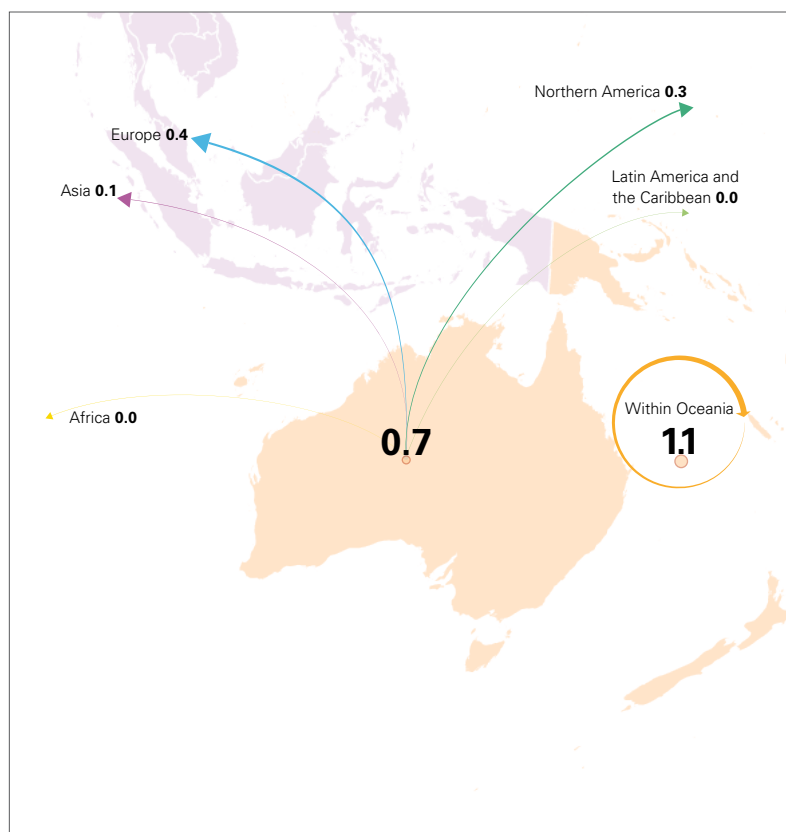 Northern America 0.3
Europe 0.4
Latin America and
the Caribbean 0.0
Asia 0.1
Within Oceania
Africa 0.0
0.7
1.1